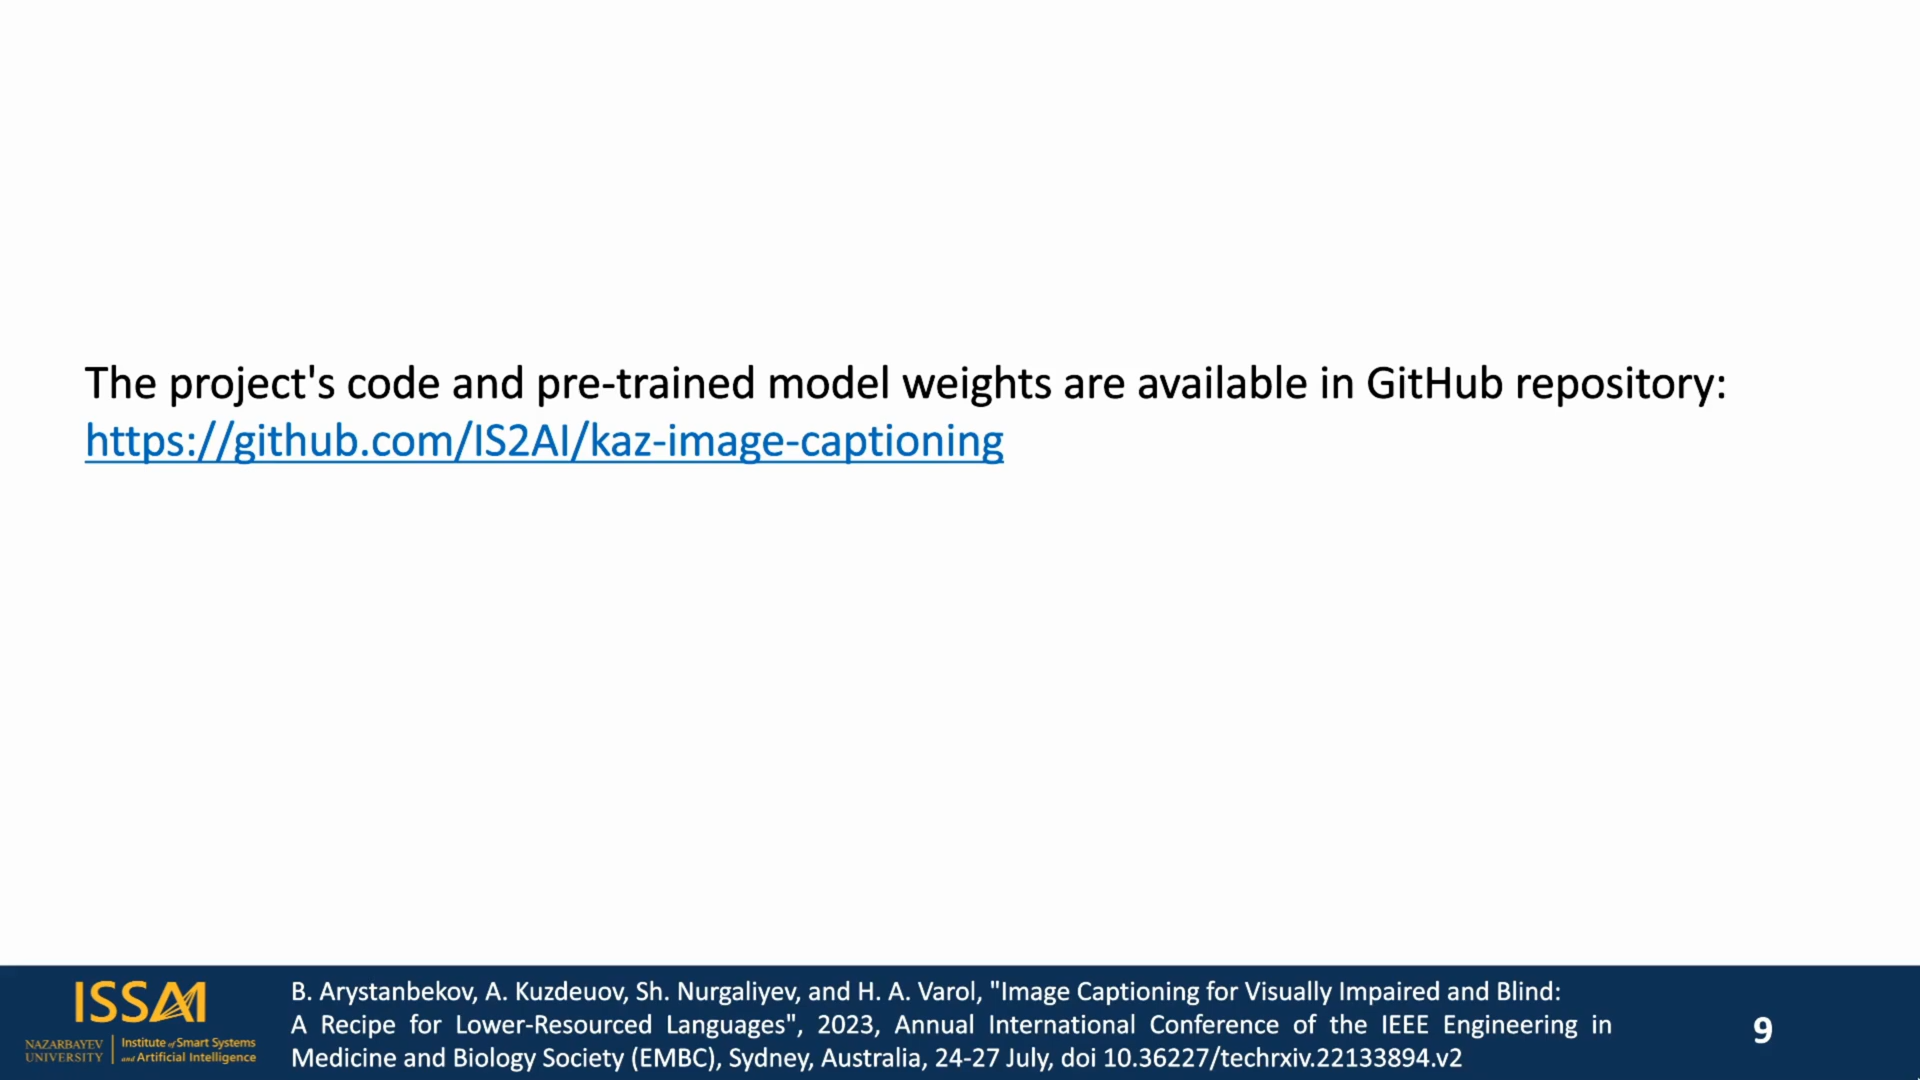 The project's code and pre-trained model weights are available in GitHub repository:
https://github.com/IS2AI/kaz-image-captioning
ISSAI
NAZARBAYEV UNIVERSITY
Institute of Smart Systems and Artificial Intelligence
B. Arystanbekov, A. Kuzdeuov, Sh. Nurgaliyev, and H. A. Varol, "Image Captioning for Visually Impaired and Blind:
A Recipe for Lower-Resourced Languages", 2023, Annual International Conference of the IEEE Engineering in
Medicine and Biology Society (EMBC), Sydney, Australia, 24-27 July, doi 10.36227/techrxiv.22133894.v2
9